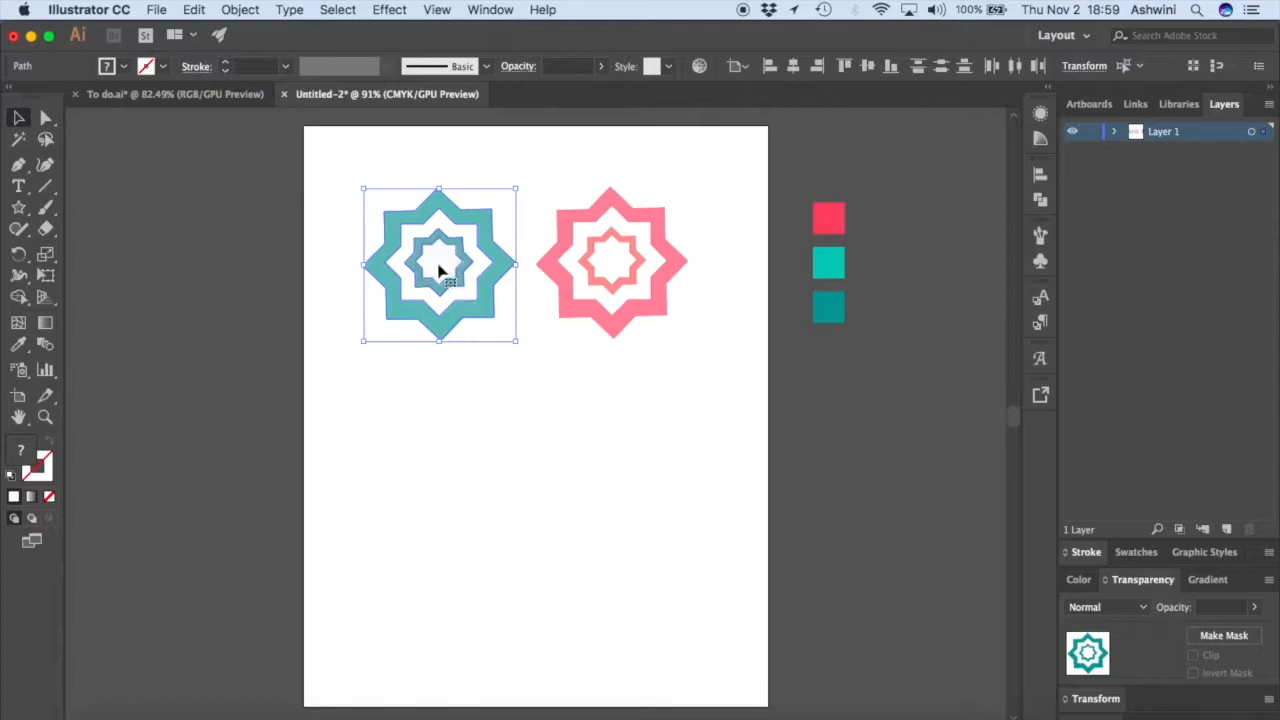 Illustrator CC File Edit Object Type Select Effect View Window Help 100% Thu Nov 2 18:59 Ashwini
Ai Br St Layout Search Adobe Stock
Path ? Stroke: Basic Opacity: Style: Transform
× To do.ai* @ 82.49% (RGB/GPU Preview) × Untitled-2* @ 91% (CMYK/GPU Preview)
Artboards Links Libraries Layers
Layer 1
T
A
A
A
?
1 Layer
Stroke Swatches Graphic Styles
Color Transparency Gradient
Normal Opacity:
Make Mask
Clip
Invert Mask
Transform